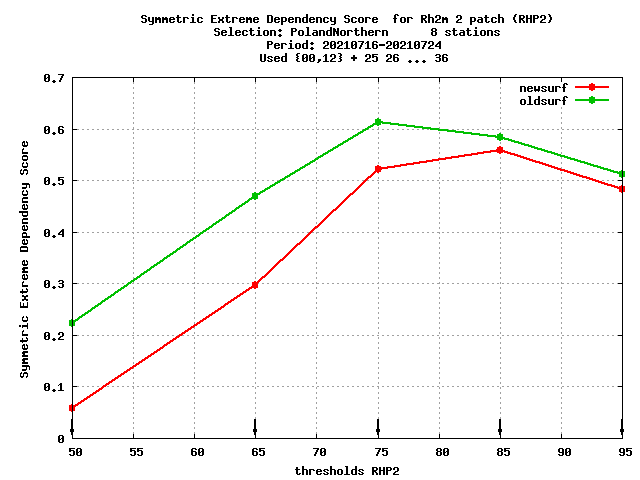 Symmetric Extreme Dependency Score for Rh2m 2 patch (RHP2)
Selection: PolandNorthern 8 stations
Period: 20210716-20210724
Used {00,12} + 25 26 ... 36
newsurf
oldsurf
Symmetric Extreme Dependency Score
0.7
0.6
0.5
0.4
0.3
0.2
0.1
0
50 55 60 65 70 75 80 85 90 95
thresholds RHP2